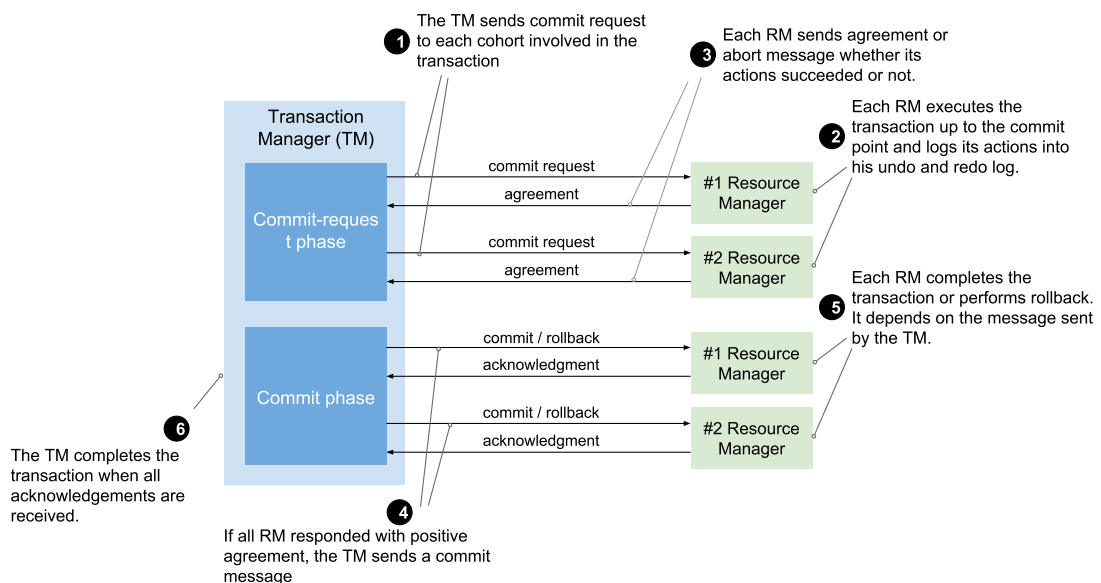 1
The TM sends commit request
to each cohort involved in the
transaction
3
Each RM sends agreement or
abort message whether its
actions succeeded or not.
2
Each RM executes the
transaction up to the commit
point and logs its actions into
his undo and redo log.
Transaction
Manager (TM)
Commit-reques
t phase
commit request
agreement
#1 Resource
Manager
commit request
agreement
#2 Resource
Manager
5
Each RM completes the
transaction or performs rollback.
It depends on the message sent
by the TM.
Commit phase
commit / rollback
acknowledgment
#1 Resource
Manager
commit / rollback
acknowledgment
#2 Resource
Manager
6
The TM completes the
transaction when all
acknowledgements are
received.
4
If all RM responded with positive
agreement, the TM sends a commit
message